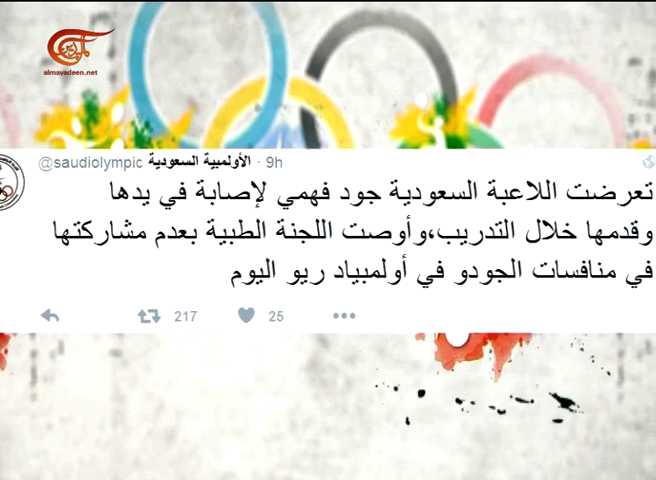 الميادين
almayadeen.net
@saudiolympic الأولمبية السعودية · 9h
تعرضت اللاعبة السعودية جود فهمي لإصابة في يدها
وقدمها خلال التدريب،وأوصت اللجنة الطبية بعدم مشاركتها
في منافسات الجودو في أولمبياد ريو اليوم
217
25